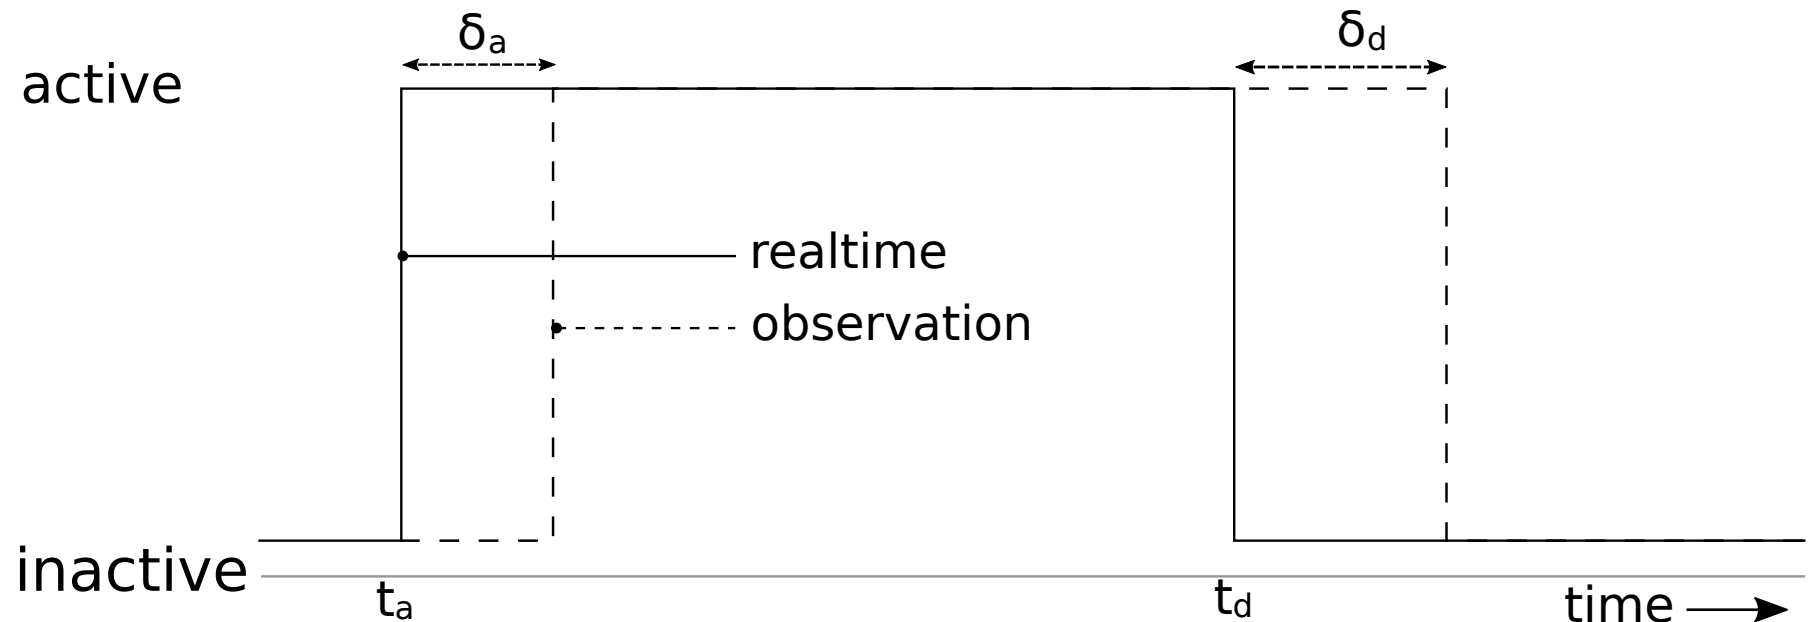 δa
δd
active
realtime
observation
inactive
ta
td
time